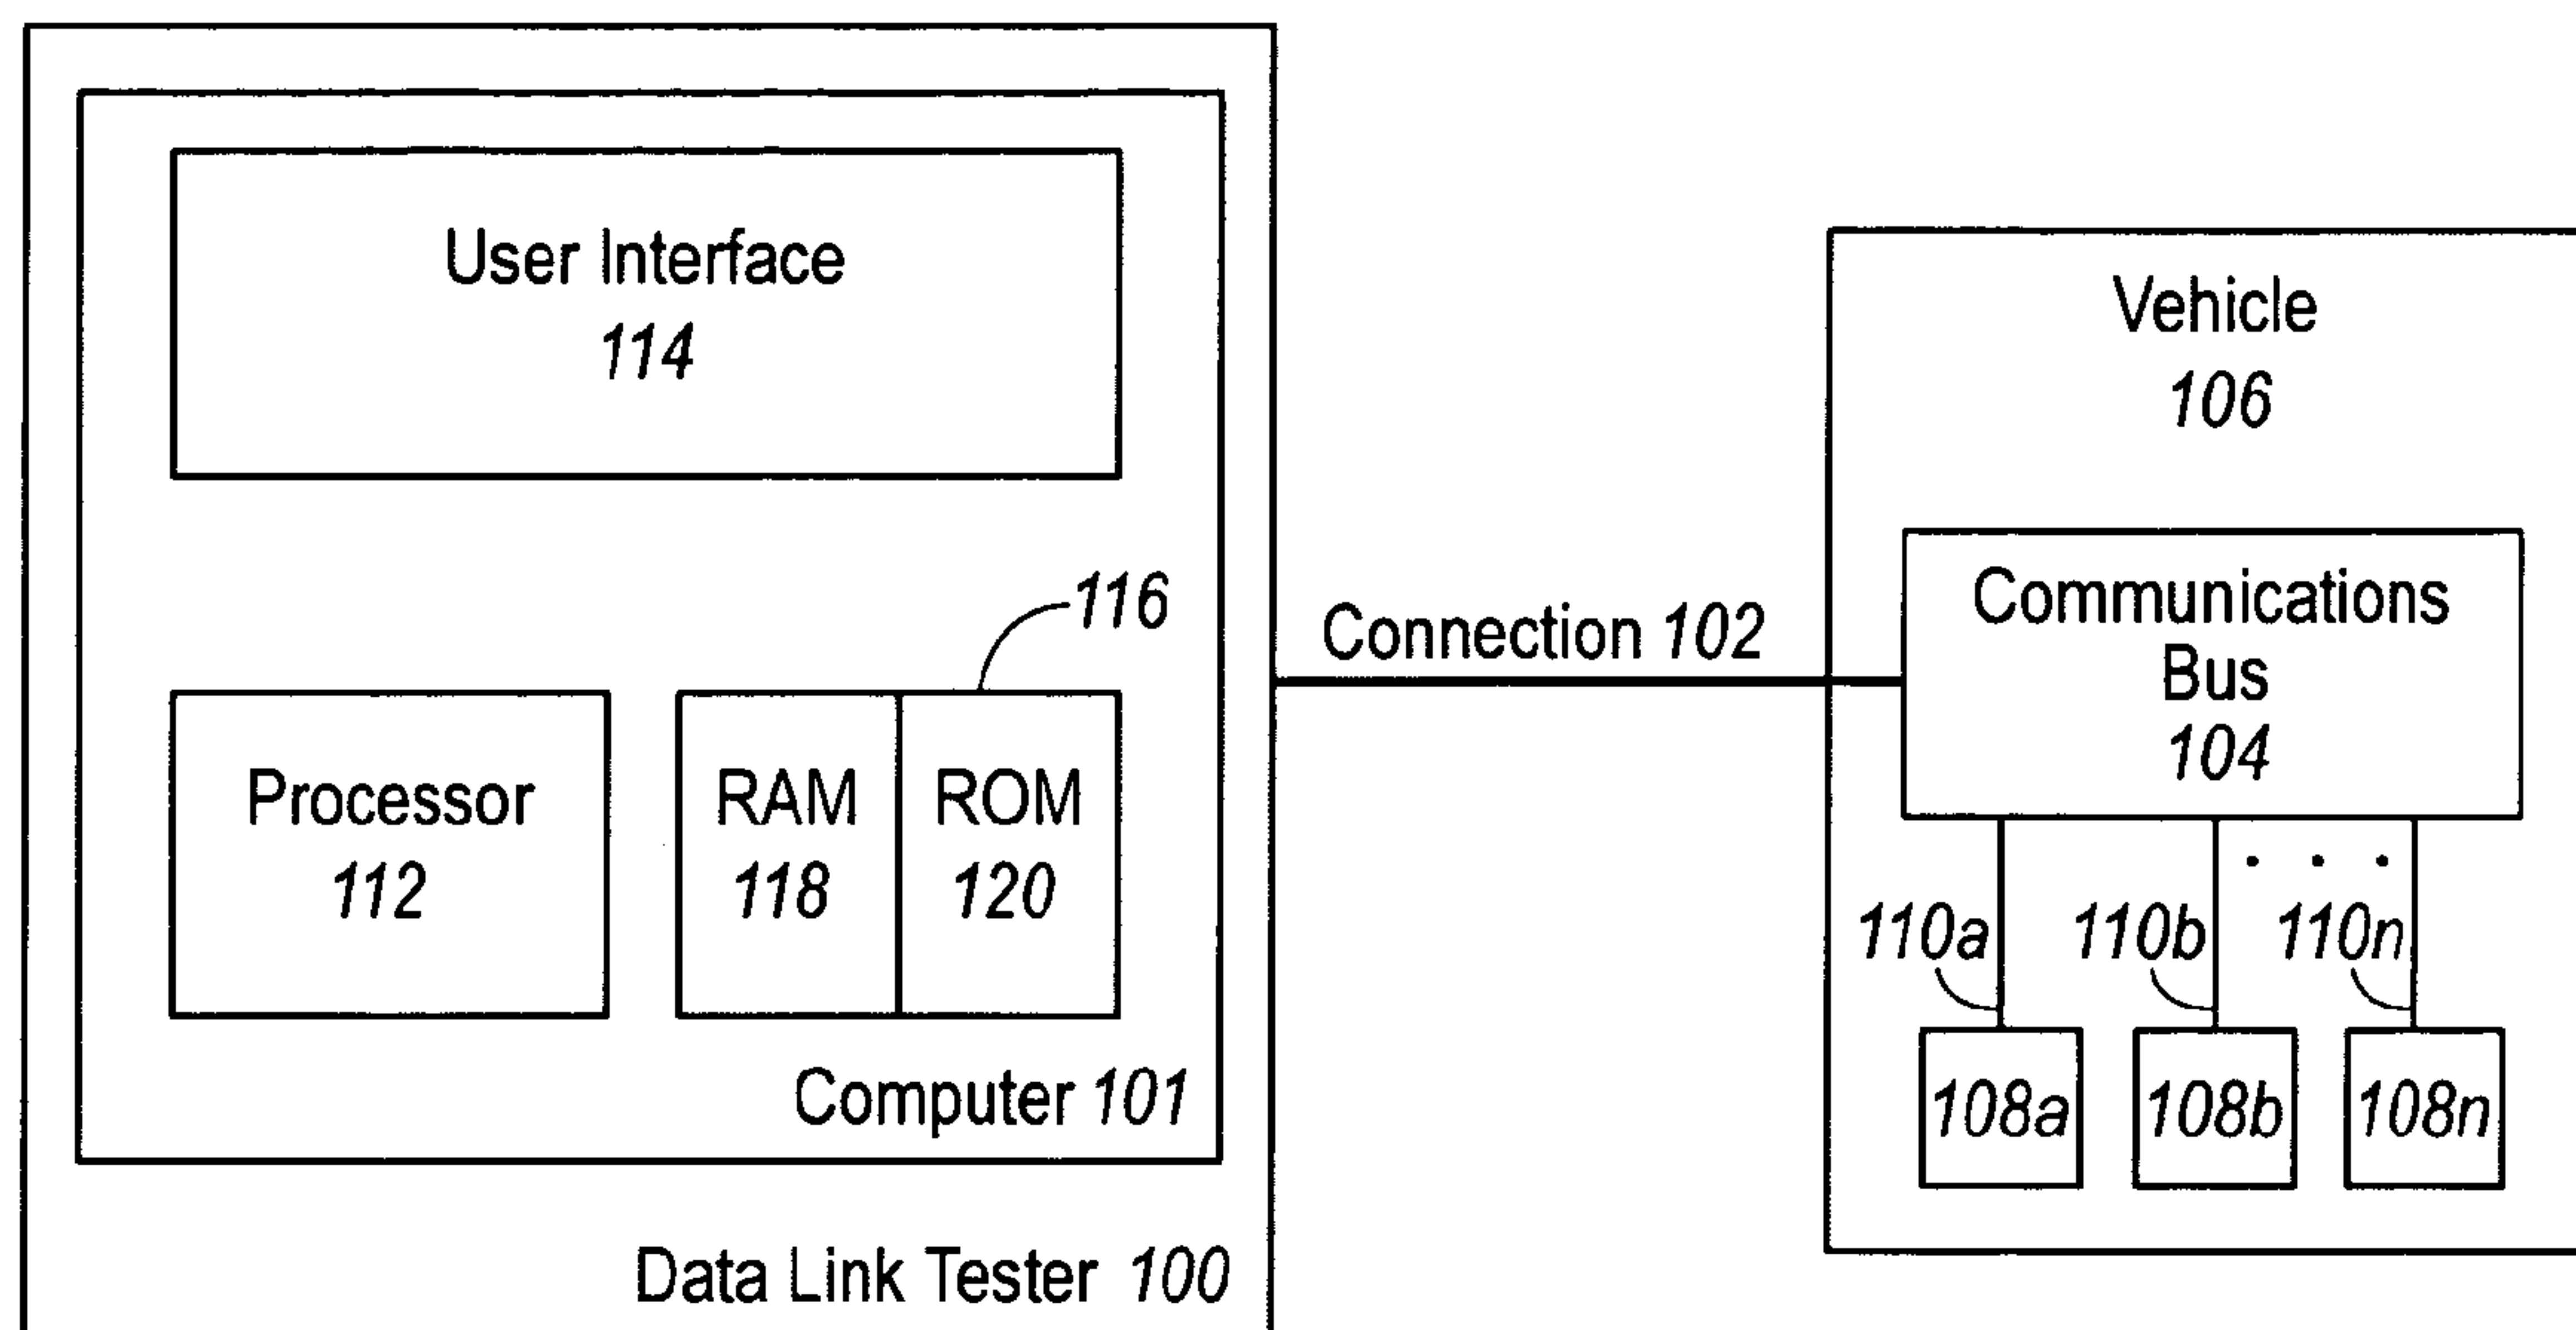 User Interface
114
116
Processor
112
RAM
118
ROM
120
Computer 101
Data Link Tester 100
Connection 102
Vehicle
106
Communications
Bus
104
110a
110b
110n
108a
108b
108n